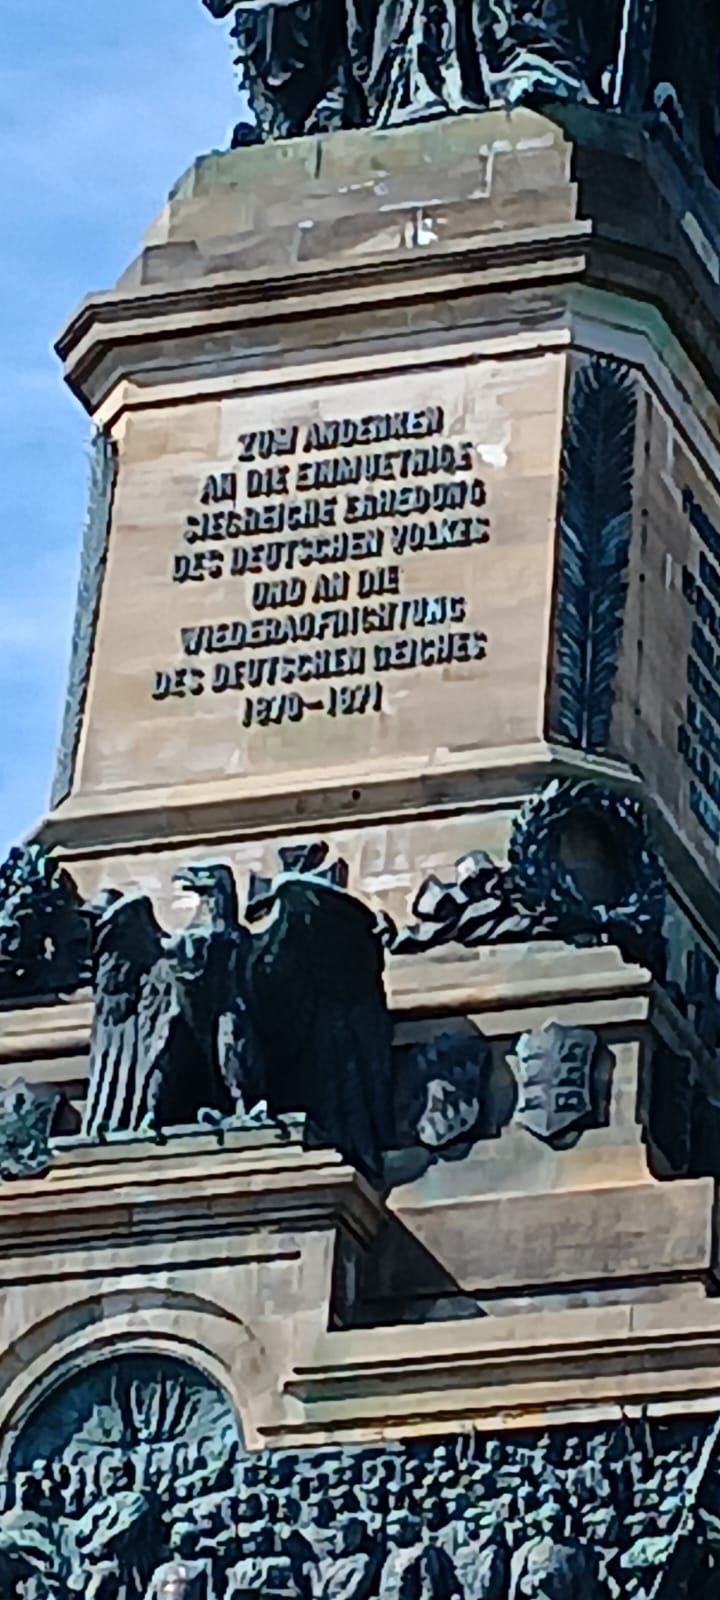 ZUM ANDENKEN
AN DIE EINMUETHIGE
SIEGREICHE ERHEBUNG
DES DEUTSCHEN VOLKES
UND AN DIE
WIEDERAUFRICHTUNG
DES DEUTSCHEN REICHES
1870–1871